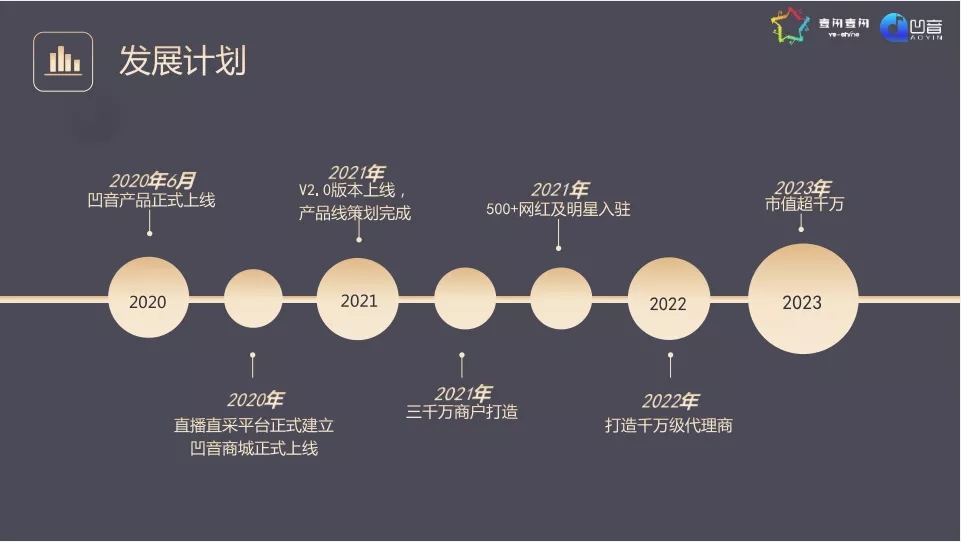 发展计划
壹闪壹闪
ya-shine
凹音
AOYIN
2020年6月
凹音产品正式上线
2021年
V2.0版本上线，
产品线策划完成
2021年
500+网红及明星入驻
2023年
市值超千万
2020
2021
2022
2023
2020年
直播直采平台正式建立
凹音商城正式上线
2021年
三千万商户打造
2022年
打造千万级代理商